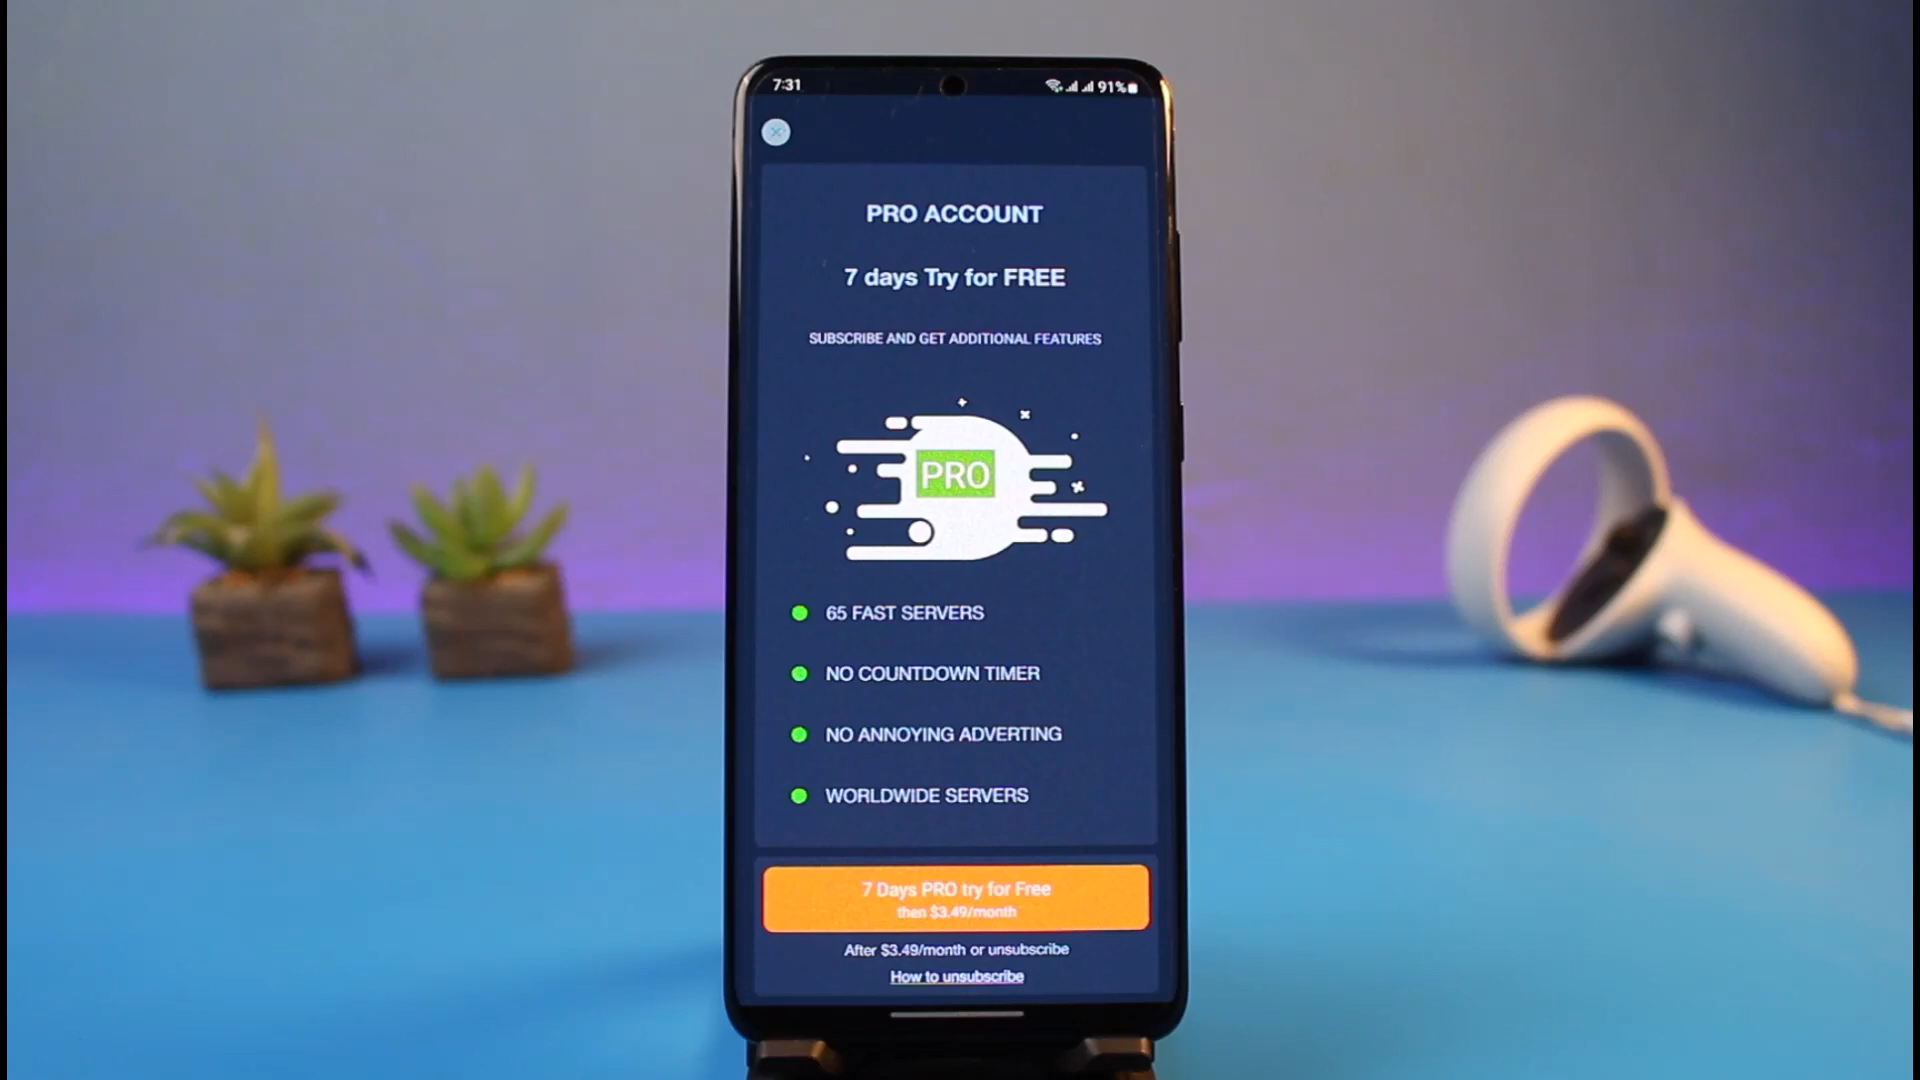 7:31
91%
PRO ACCOUNT
7 days Try for FREE
SUBSCRIBE AND GET ADDITIONAL FEATURES
PRO
65 FAST SERVERS
NO COUNTDOWN TIMER
NO ANNOYING ADVERTING
WORLDWIDE SERVERS
7 Days PRO try for Free
then $3.49/month
After $3.49/month or unsubscribe
How to unsubscribe